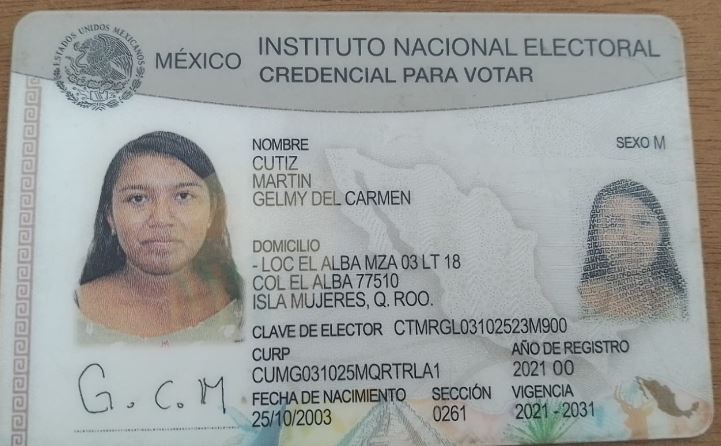 ESTADOS UNIDOS MEXICANOS
MÉXICO INSTITUTO NACIONAL ELECTORAL
CREDENCIAL PARA VOTAR
NOMBRE
SEXO M
CUTIZ
MARTIN
GELMY DEL CARMEN
DOMICILIO
- LOC EL ALBA MZA 03 LT 18
COL EL ALBA 77510
ISLA MUJERES, Q. ROO.
CLAVE DE ELECTOR CTMRGL03102523M900
CURP
CUMG031025MQRTRLA1
AÑO DE REGISTRO
2021 00
FECHA DE NACIMIENTO
25/10/2003
SECCIÓN
0261
VIGENCIA
2021 - 2031
G. C. M